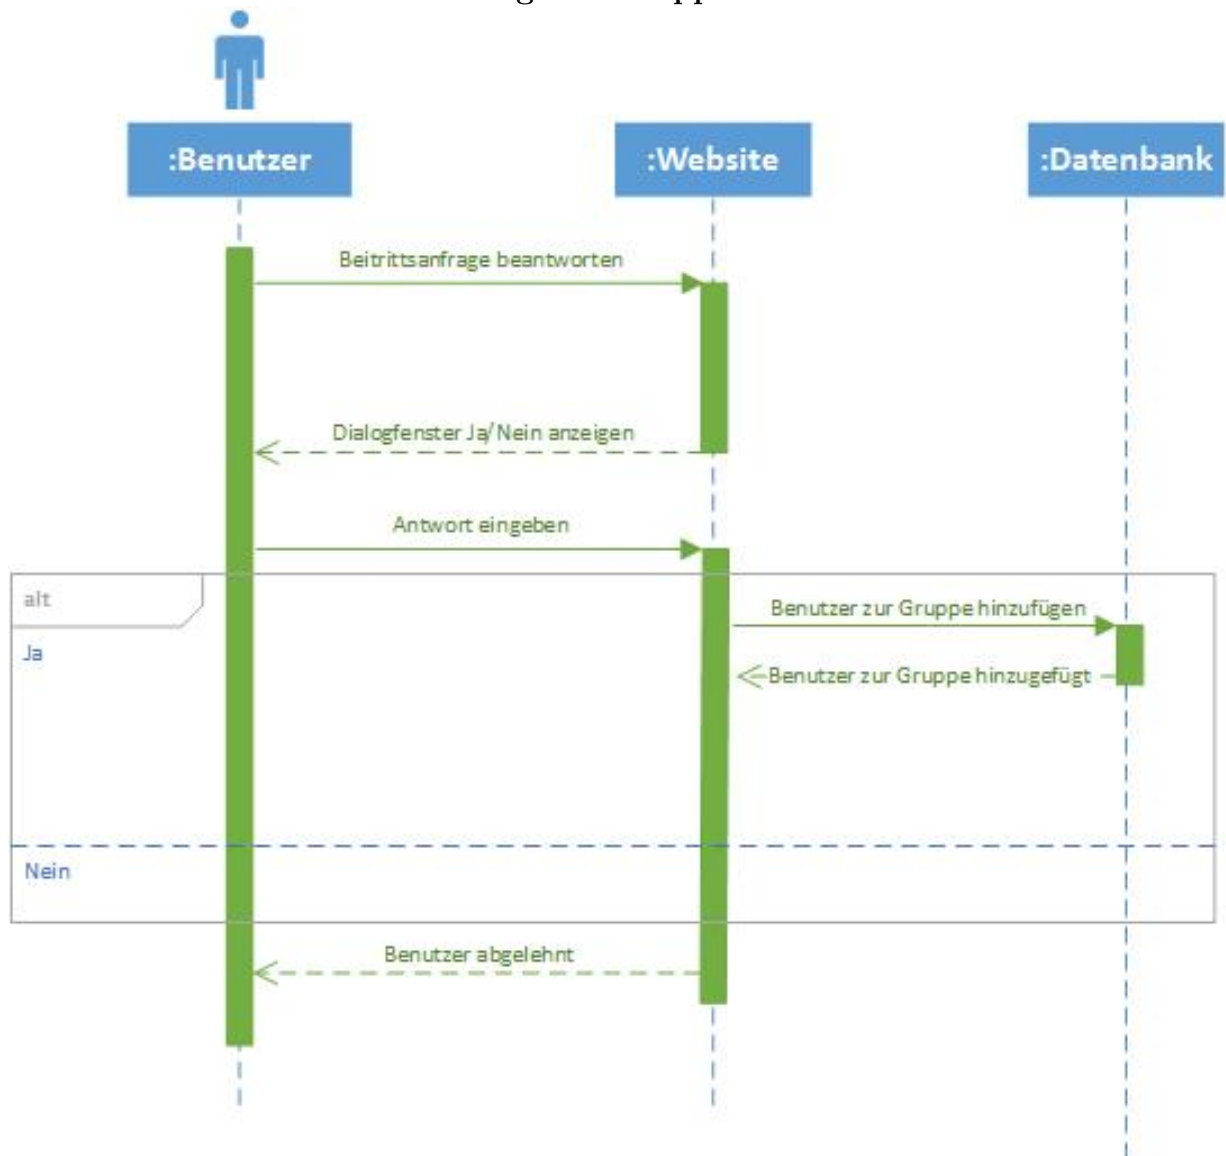 :Benutzer
:Website
:Datenbank
Beitrittsanfrage beantworten
Dialogfenster Ja/Nein anzeigen
Antwort eingeben
alt
Benutzer zur Gruppe hinzufügen
Ja
Benutzer zur Gruppe hinzugefügt
Nein
Benutzer abgelehnt